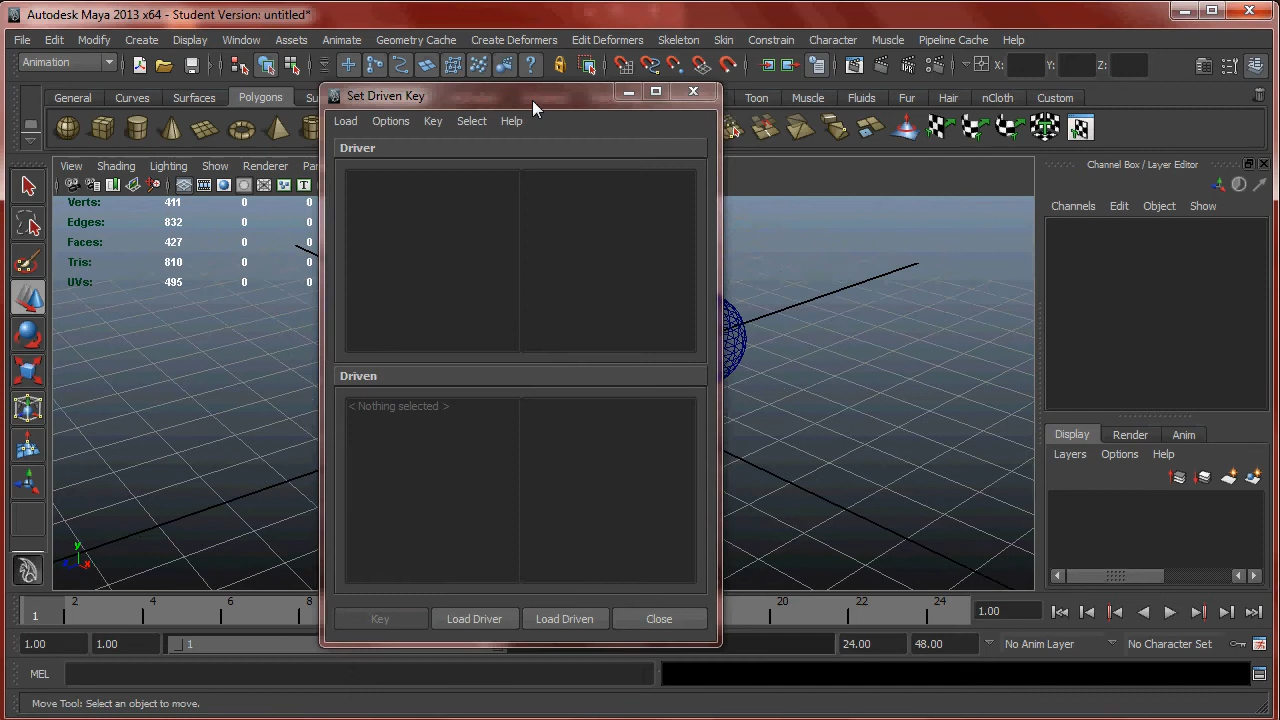 Autodesk Maya 2013 x64 - Student Version: untitled*
File Edit Modify Create Display Window Assets Animate Geometry Cache Create Deformers Edit Deformers Skeleton Skin Constrain Character Muscle Pipeline Cache Help
Animation X: Y: Z:
General Curves Surfaces Polygons Toon Muscle Fluids Fur Hair nCloth Custom
Set Driven Key
Load Options Key Select Help
Driver
Driven
< Nothing selected >
Key Load Driver Load Driven Close
View Shading Lighting Show Renderer
Verts: 411 0 0
Edges: 832 0 0
Faces: 427 0 0
Tris: 810 0 0
UVs: 495 0 0
y
x
Channel Box / Layer Editor
Channels Edit Object Show
Display Render Anim
Layers Options Help
1 2 4 6 8 20 22 24 1.00
1.00 1.00 1 24.00 48.00 No Anim Layer No Character Set
MEL
Move Tool: Select an object to move.